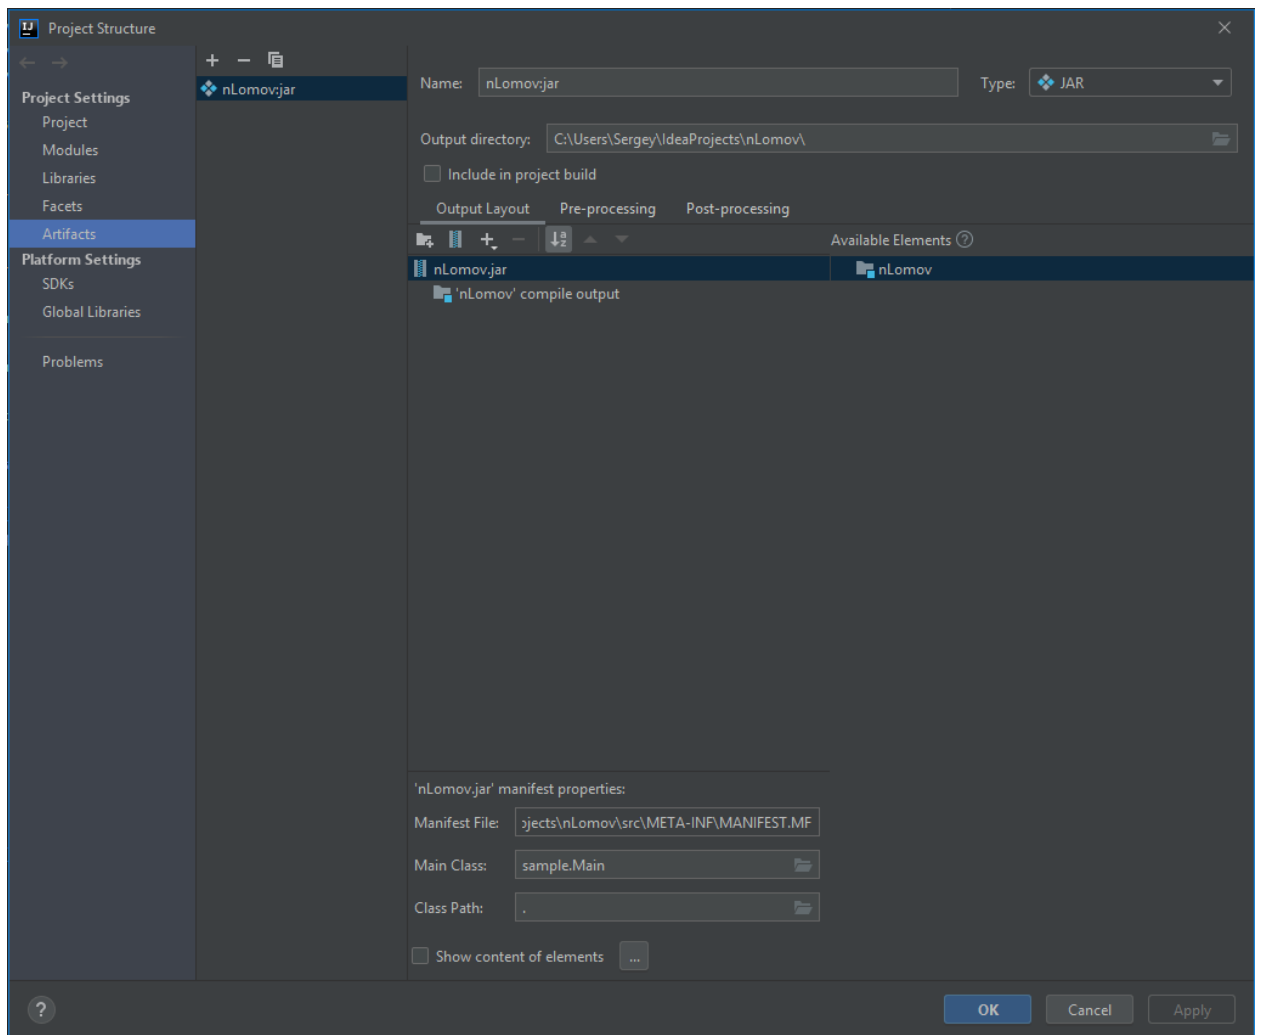 Project Structure
Project Settings
Project
Modules
Libraries
Facets
Artifacts
Platform Settings
SDKs
Global Libraries
Problems
nLomov:jar
Name: nLomov:jar Type: JAR
Output directory: C:\Users\Sergey\IdeaProjects\nLomov\
Include in project build
Output Layout Pre-processing Post-processing
Available Elements ?
nLomov.jar
'nLomov' compile output
nLomov
'nLomov.jar' manifest properties:
Manifest File: ojects\nLomov\src\META-INF\MANIFEST.MF
Main Class: sample.Main
Class Path: .
Show content of elements ...
? OK Cancel Apply